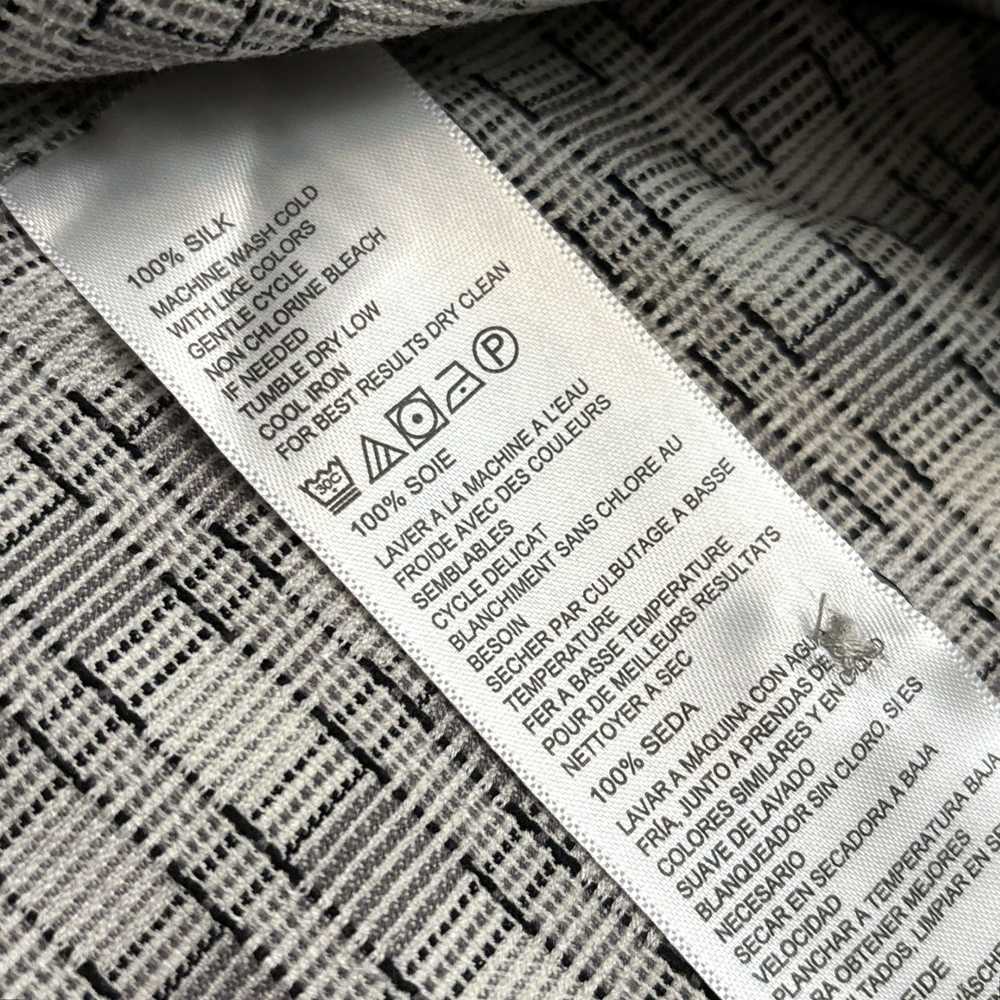 100% SILK
MACHINE WASH COLD
WITH LIKE COLORS
GENTLE CYCLE
NON CHLORINE BLEACH
IF NEEDED
TUMBLE DRY LOW
COOL IRON
FOR BEST RESULTS DRY CLEAN
30C P
100% SOIE
LAVER A LA MACHINE A L'EAU
FROIDE AVEC DES COULEURS
SEMBLABLES
CYCLE DELICAT
BLANCHIMENT SANS CHLORE AU
BESOIN
SECHER PAR CULBUTAGE A BASSE
TEMPERATURE
FER A BASSE TEMPERATURE
POUR DE MEILLEURS RESULTATS
NETTOYER A SEC
100% SEDA
LAVAR A MÁQUINA CON
FRÍA, JUNTO A PRENDAS DE
COLORES SIMILARES Y EN
SUAVE DE LAVADO
BLANQUEADOR SIN CLORO, SI ES
NECESARIO
SECAR EN SECADORA A BAJA
VELOCIDAD
PLANCHAR A TEMPERATURA BAJA
OBTENER MEJORES
LIMPIAR EN